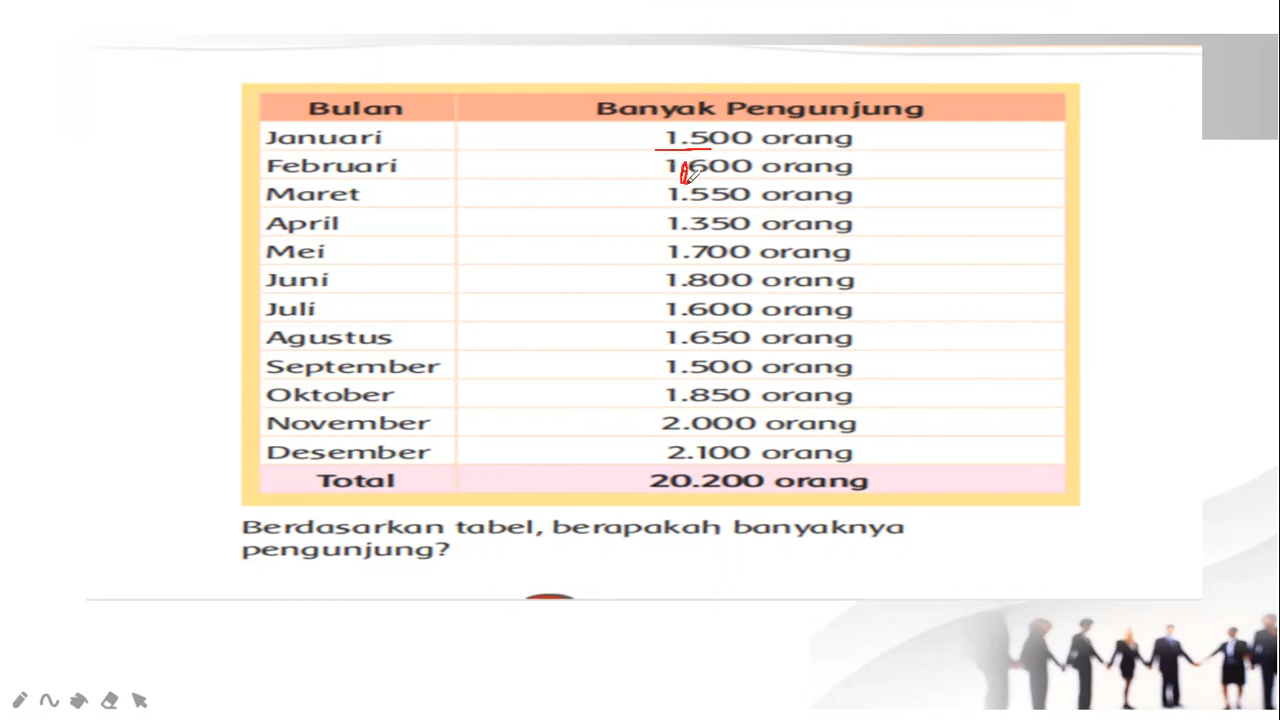 Bulan Banyak Pengunjung
Januari 1.500 orang
Februari 1.600 orang
Maret 1.550 orang
April 1.350 orang
Mei 1.700 orang
Juni 1.800 orang
Juli 1.600 orang
Agustus 1.650 orang
September 1.500 orang
Oktober 1.850 orang
November 2.000 orang
Desember 2.100 orang
Total 20.200 orang
Berdasarkan tabel, berapakah banyaknya
pengunjung?